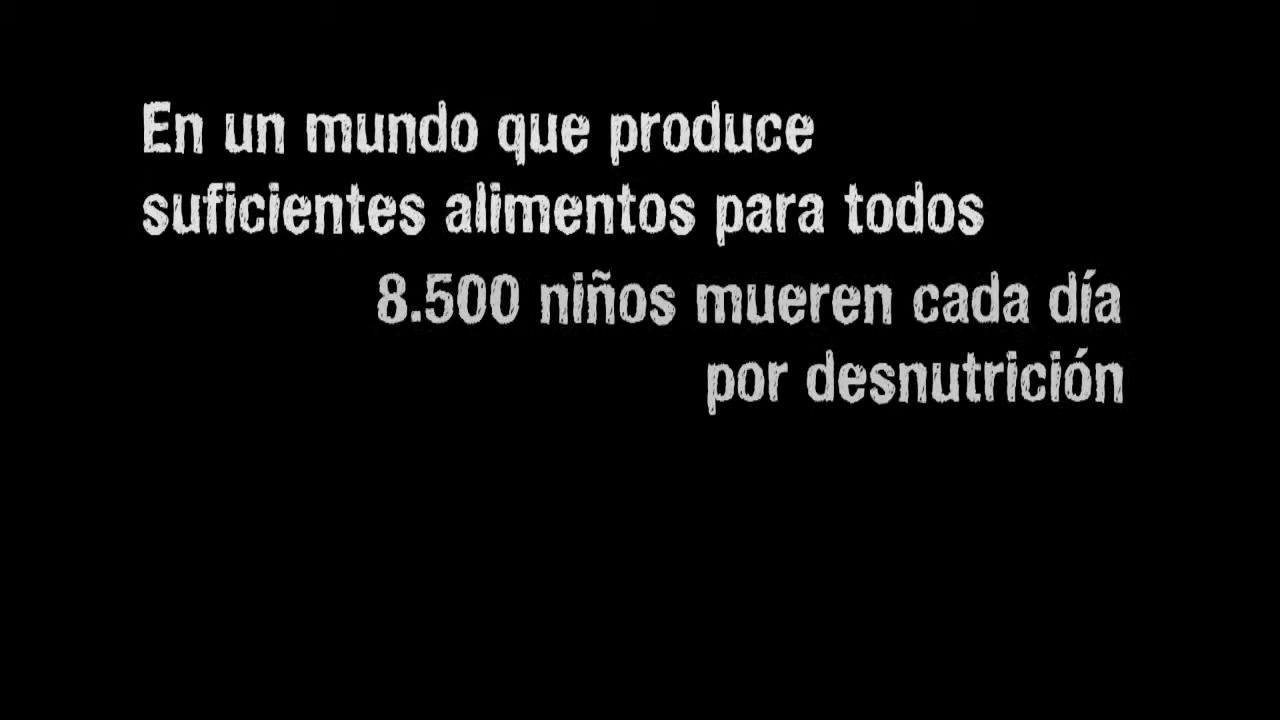 En un mundo que produce
suficientes alimentos para todos
8.500 niños mueren cada día
por desnutrición